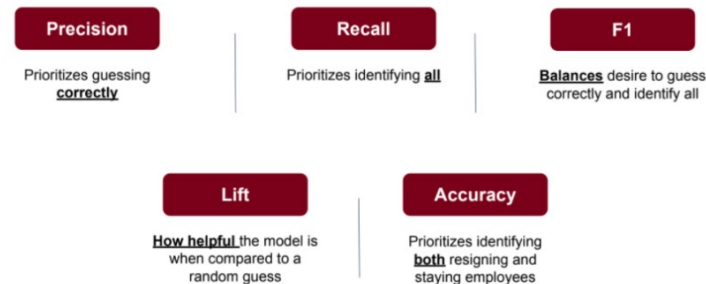 Precision
Prioritizes guessing
correctly
Recall
Prioritizes identifying all
F1
Balances desire to guess
correctly and identify all
Lift
How helpful the model is
when compared to a
random guess
Accuracy
Prioritizes identifying
both resigning and
staying employees